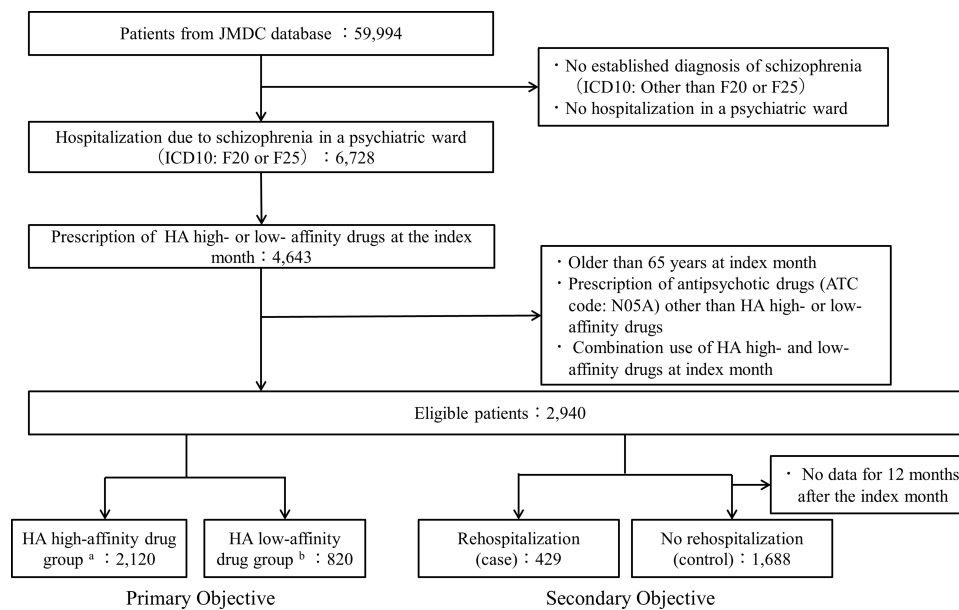 Patients from JMDC database：59,994
・No established diagnosis of schizophrenia
（ICD10: Other than F20 or F25）
・No hospitalization in a psychiatric ward
Hospitalization due to schizophrenia in a psychiatric ward
（ICD10: F20 or F25）：6,728
Prescription of HA high- or low- affinity drugs at the index
month：4,643
・Older than 65 years at index month
・Prescription of antipsychotic drugs (ATC
code: N05A) other than HA high- or low-
affinity drugs
・ Combination use of HA high- and low-
affinity drugs at index month
Eligible patients：2,940
・ No data for 12 months
after the index month
HA high-affinity drug
group a：2,120
HA low-affinity
drug group b：820
Rehospitalization
(case)：429
No rehospitalization
(control)：1,688
Primary Objective
Secondary Objective